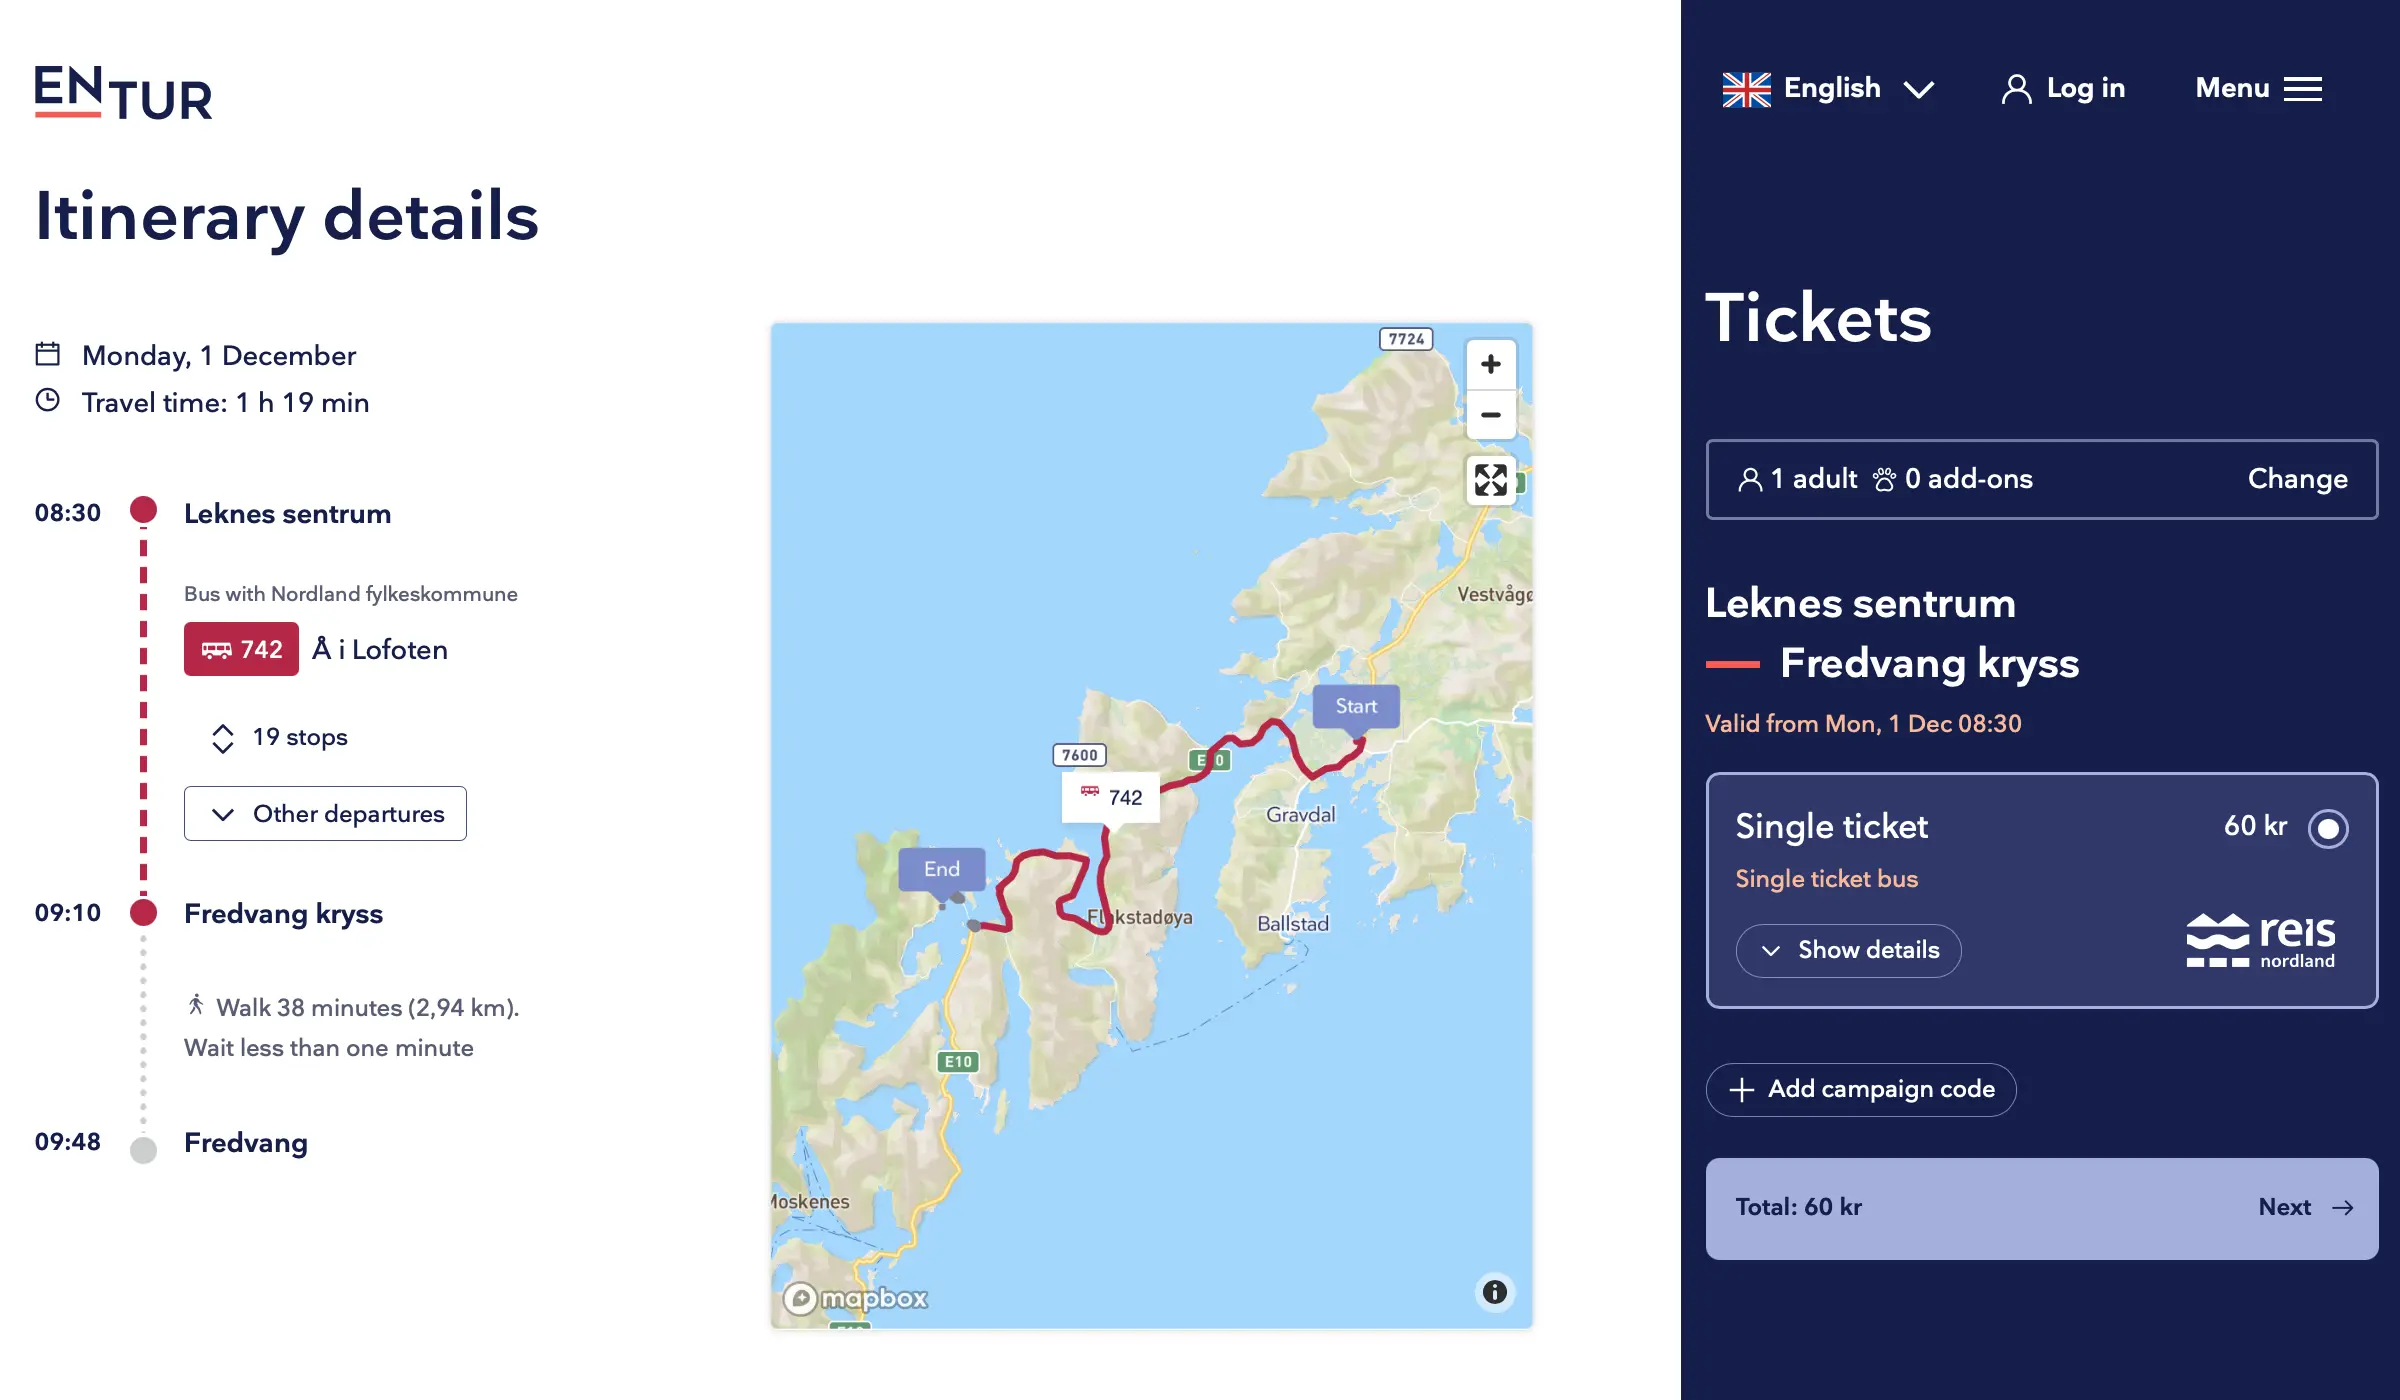 ENTUR
Itinerary details
Monday, 1 December
Travel time: 1 h 19 min
08:30 Leknes sentrum
Bus with Nordland fylkeskommune
742 Å i Lofoten
19 stops
Other departures
09:10 Fredvang kryss
Walk 38 minutes (2,94 km).
Wait less than one minute
09:48 Fredvang
7724
+
−
Vestvågø
Start
7600
E10
742
Gravdal
End
Flakstadøya
Ballstad
E10
Moskenes
mapbox
E10
English
Log in
Menu
Tickets
1 adult 0 add-ons Change
Leknes sentrum
Fredvang kryss
Valid from Mon, 1 Dec 08:30
Single ticket 60 kr
Single ticket bus
Show details
reis
nordland
Add campaign code
Total: 60 kr Next →